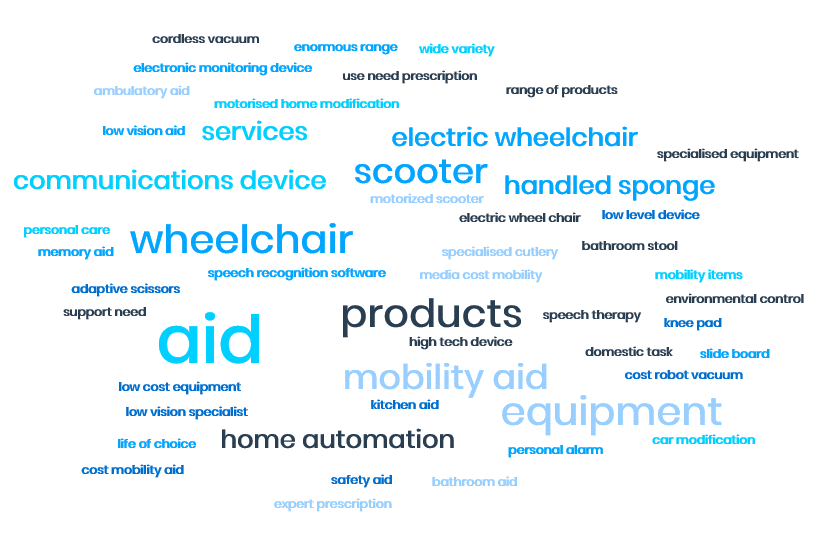 cordless vacuum
enormous range
wide variety
electronic monitoring device
use need prescription
ambulatory aid
range of products
motorised home modification
low vision aid
services
electric wheelchair
specialised equipment
communications device
scooter
handled sponge
motorized scooter
electric wheel chair
low level device
personal care
wheelchair
memory aid
specialised cutlery
bathroom stool
speech recognition software
media cost mobility
mobility items
adaptive scissors
environmental control
support need
products
speech therapy
knee pad
aid
high tech device
domestic task
slide board
mobility aid
cost robot vacuum
low cost equipment
kitchen aid
equipment
low vision specialist
life of choice
home automation
car modification
personal alarm
cost mobility aid
safety aid
bathroom aid
expert prescription